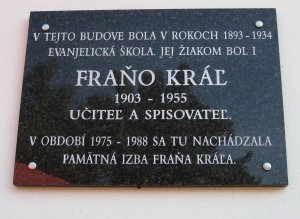 V TEJTO BUDOVE BOLA V ROKOCH 1893 - 1934
EVANJELICKÁ ŠKOLA. JEJ ŽIAKOM BOL I
FRAŇO KRÁĽ
1903 - 1955
UČITEĽ A SPISOVATEĽ.
V OBDOBÍ 1975 - 1988 SA TU NACHÁDZALA
PAMÄTNÁ IZBA FRAŇA KRÁĽA.